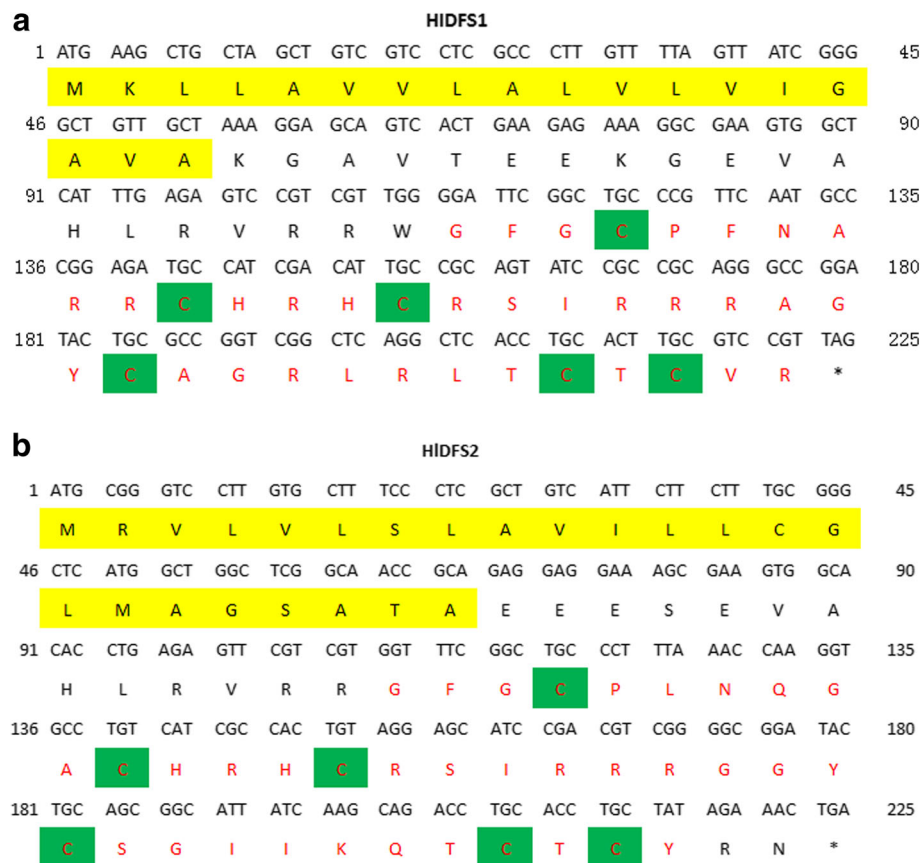 a
HIDFS1
1 ATG AAG CTG CTA GCT GTC GTC CTC GCC CTT GTT TTA GTT ATC GGG 45
M K L L A V V L A L V L V I G
46 GCT GTT GCT AAA GGA GCA GTC ACT GAA GAG AAA GGC GAA GTG GCT 90
A V A K G A V T E E K G E V A
91 CAT TTG AGA GTC CGT CGT TGG GGA TTC GGC TGC CCG TTC AAT GCC 135
H L R V R R W G F G C P F N A
136 CGG AGA TGC CAT CGA CAT TGC CGC AGT ATC CGC CGC AGG GCC GGA 180
R R C H R H C R S I R R R A G
181 TAC TGC GCC GGT CGG CTC AGG CTC ACC TGC ACT TGC GTC CGT TAG 225
Y C A G R L R L T C T C V R *
b
HIDFS2
1 ATG CGG GTC CTT GTG CTT TCC CTC GCT GTC ATT CTT CTT TGC GGG 45
M R V L V L S L A V I L L C G
46 CTC ATG GCT GGC TCG GCA ACC GCA GAG GAG GAA AGC GAA GTG GCA 90
L M A G S A T A E E E S E V A
91 CAC CTG AGA GTT CGT CGT GGT TTC GGC TGC CCT TTA AAC CAA GGT 135
H L R V R R G F G C P L N Q G
136 GCC TGT CAT CGC CAC TGT AGG AGC ATC CGA CGT CGG GGC GGA TAC 180
A C H R H C R S I R R R G G Y
181 TGC AGC GGC ATT ATC AAG CAG ACC TGC ACC TGC TAT AGA AAC TGA 225
C S G I I K Q T C T C Y R N *